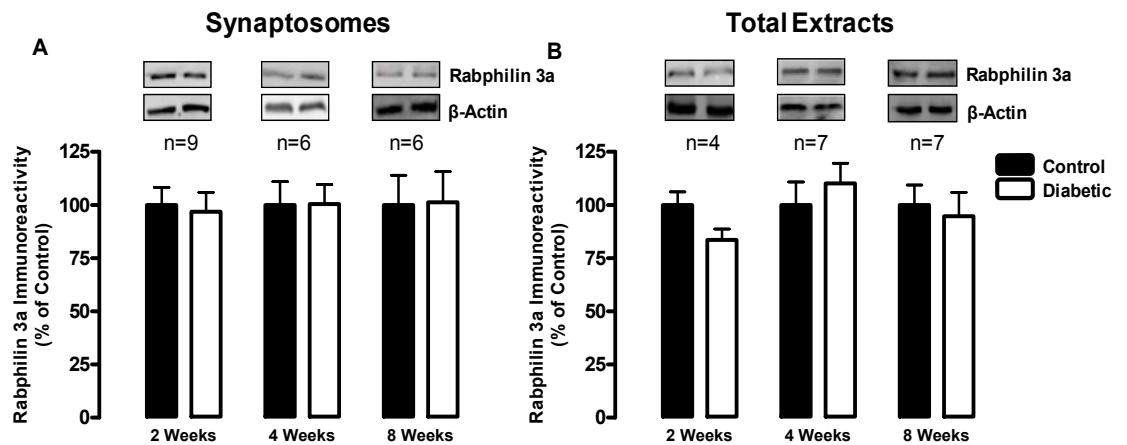 Synaptosomes
A
Rabphilin 3a
β-Actin
n=9 n=6 n=6
Rabphilin 3a Immunoreactivity
(% of Control)
125
100
75
50
25
0
2 Weeks 4 Weeks 8 Weeks
Total Extracts
B
Rabphilin 3a
β-Actin
n=4 n=7 n=7
Control
Diabetic
Rabphilin 3a Immunoreactivity
(% of Control)
125
100
75
50
25
0
2 Weeks 4 Weeks 8 Weeks